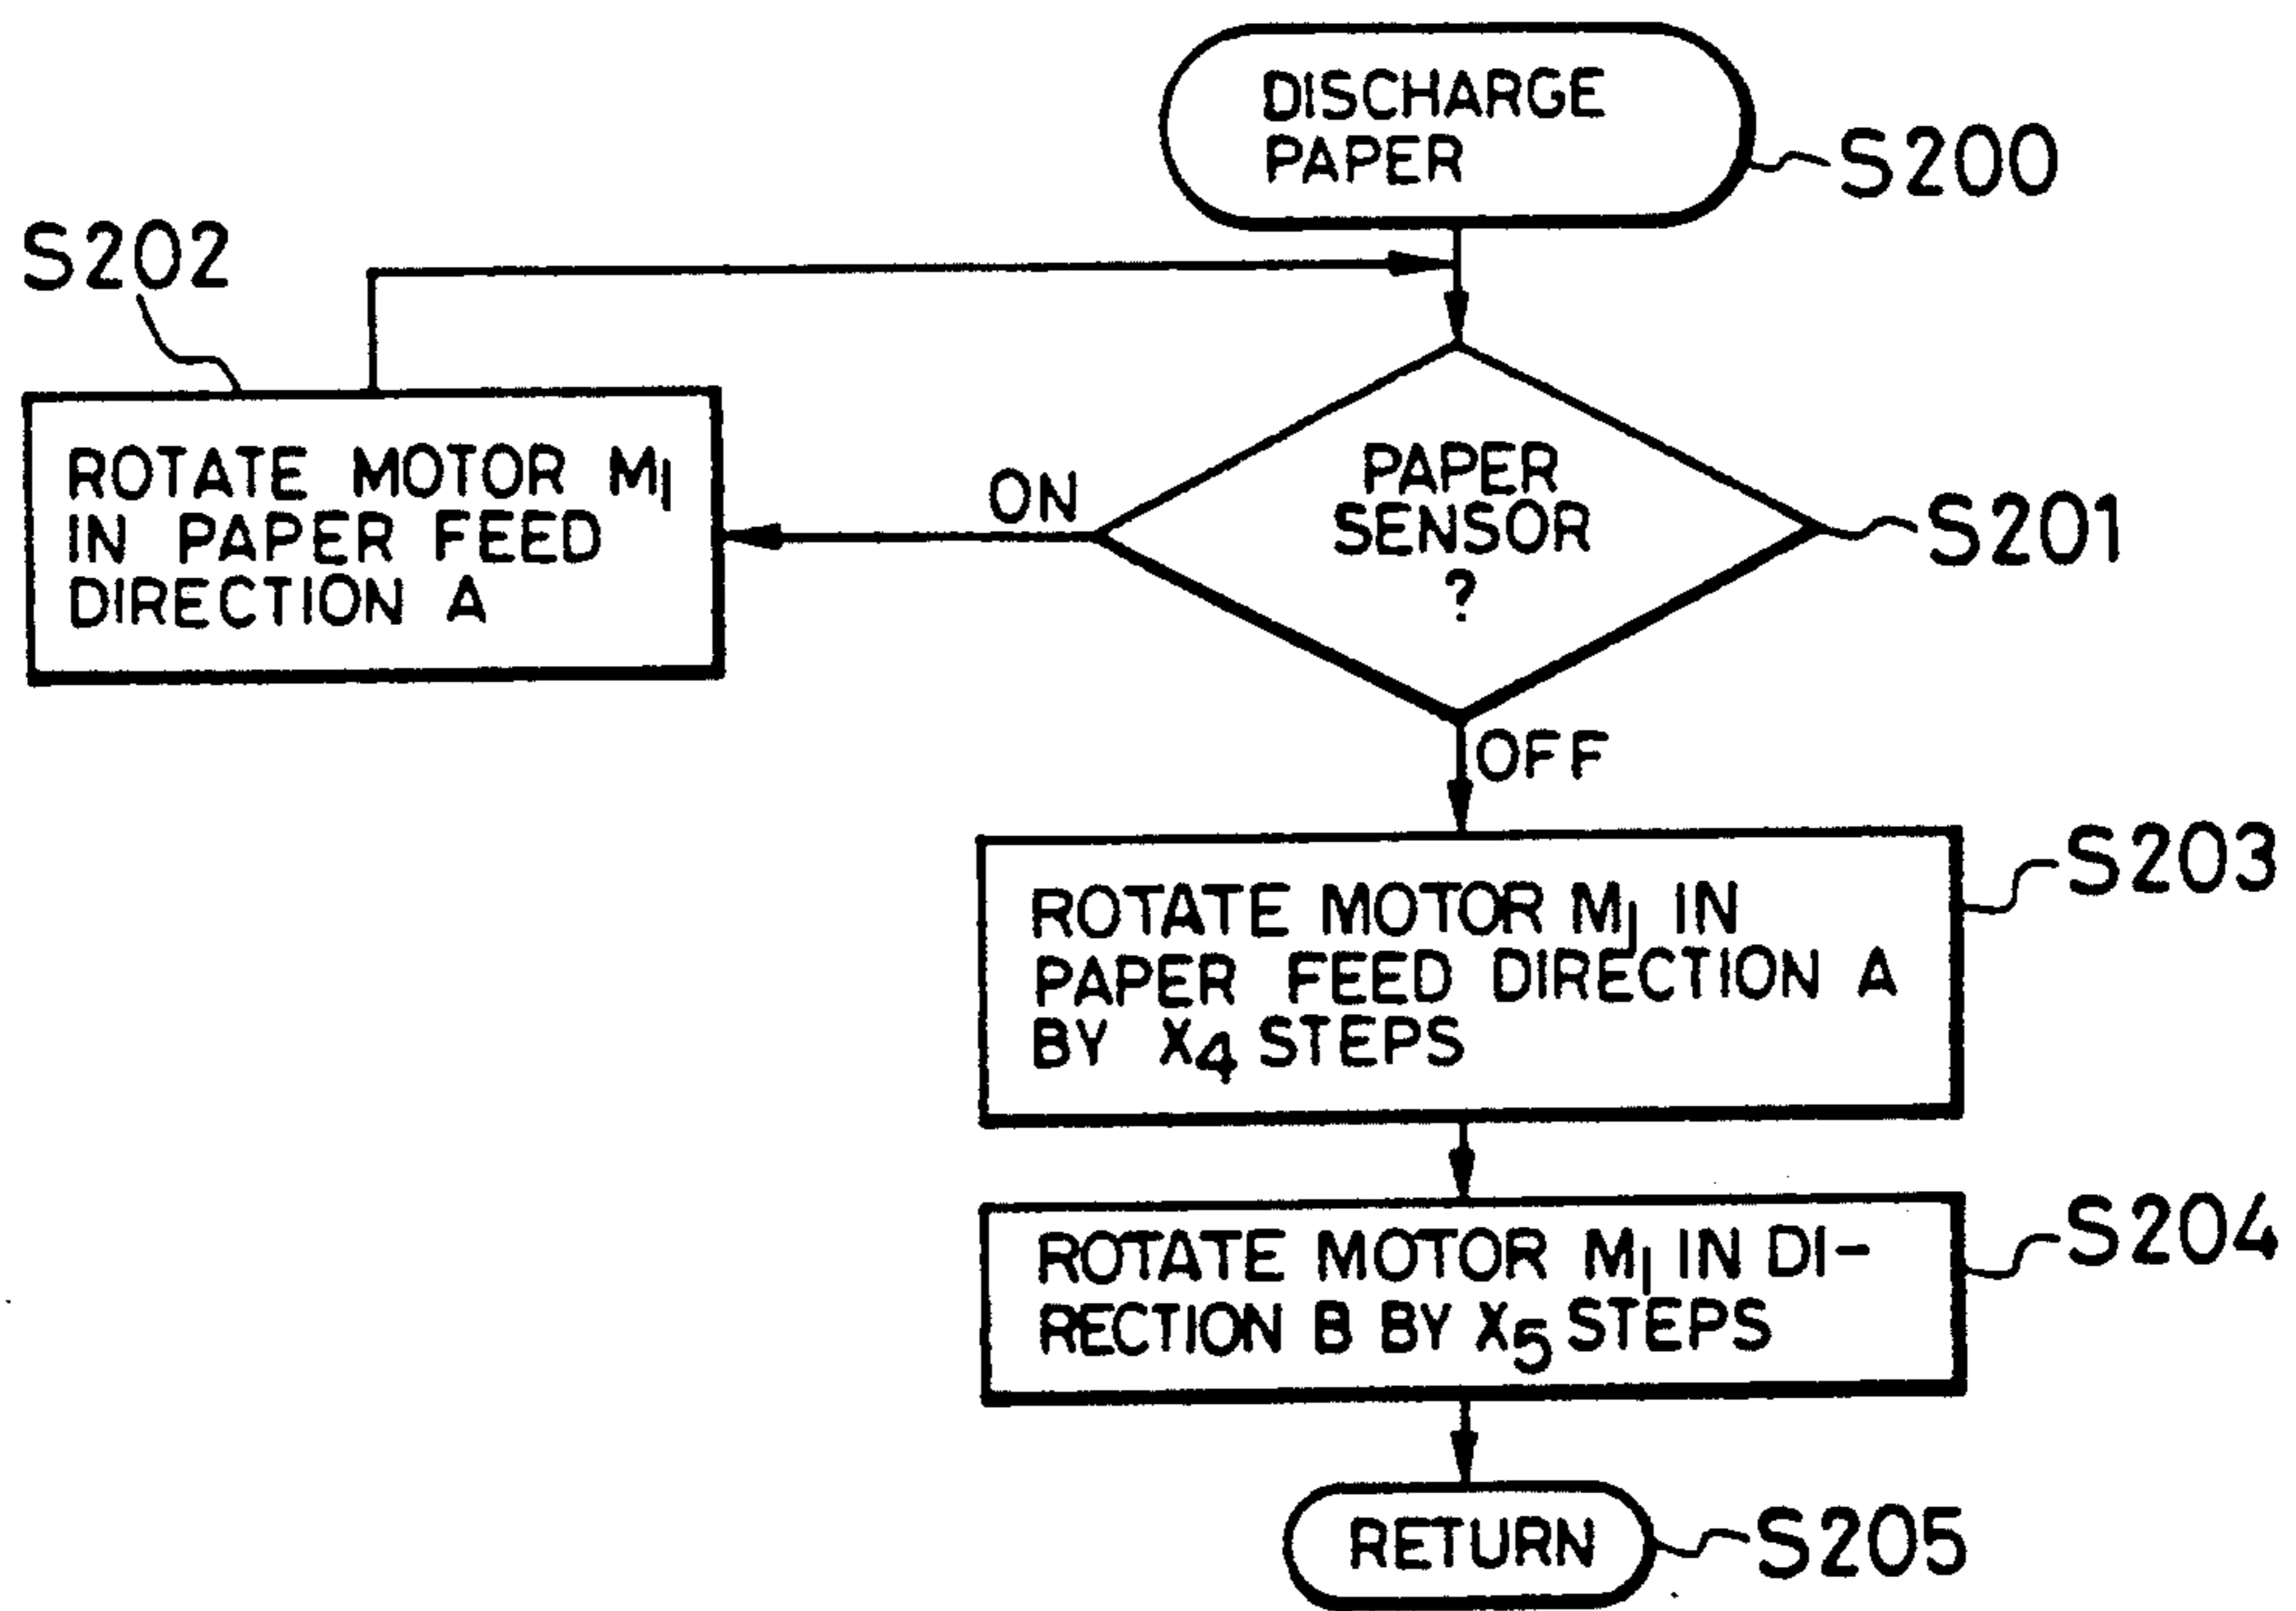 DISCHARGE
PAPER
S200
S202
ROTATE MOTOR M1
IN PAPER FEED
DIRECTION A
ON
PAPER
SENSOR
?
S201
OFF
ROTATE MOTOR M1 IN
PAPER FEED DIRECTION A
BY X4 STEPS
S203
ROTATE MOTOR M1 IN DI-
RECTION B BY X5 STEPS
S204
RETURN
S205